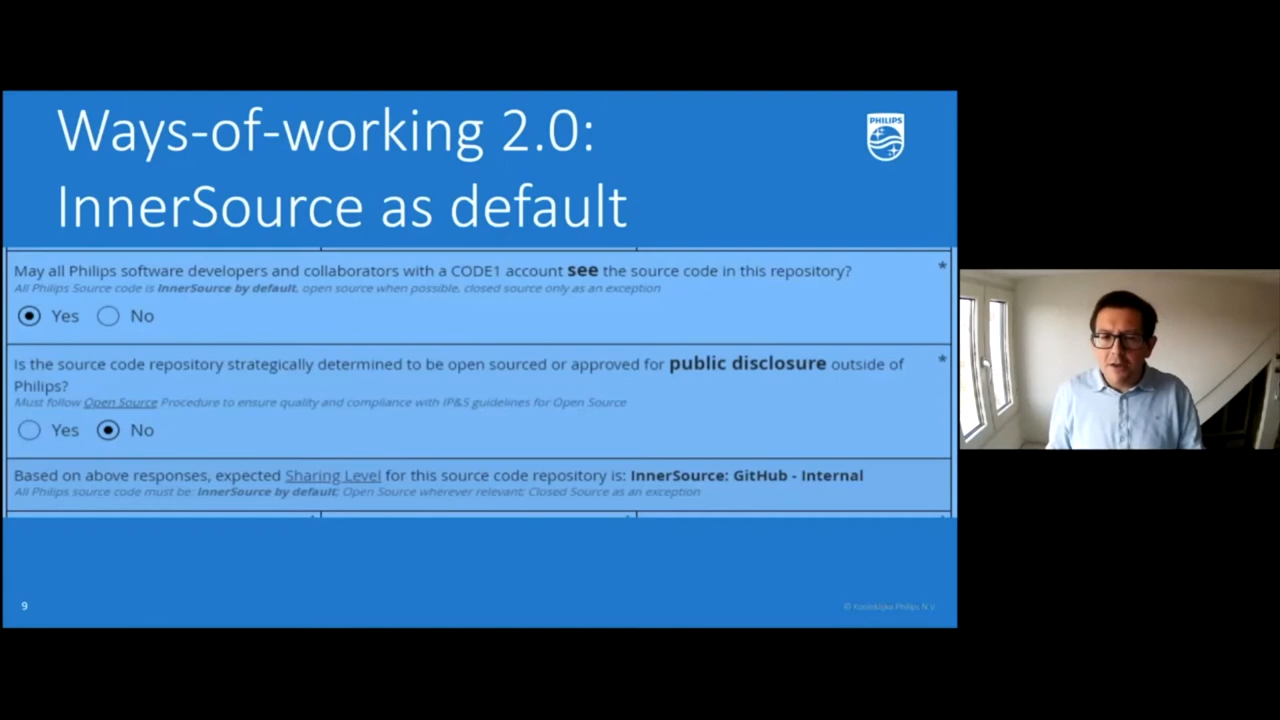 Ways-of-working 2.0:
PHILIPS
InnerSource as default
May all Philips software developers and collaborators with a CODE1 account see the source code in this repository?
*
All Philips Source code is InnerSource by default, open source when possible, closed source only as an exception
Yes No
Is the source code repository strategically determined to be open sourced or approved for public disclosure outside of
*
Philips?
Must follow Open Source Procedure to ensure quality and compliance with IP&S guidelines for Open Source
Yes No
Based on above responses, expected Sharing Level for this source code repository is: InnerSource: GitHub - Internal
All Philips source code must be: InnerSource by default; Open Source wherever relevant; Closed Source as an exception
9
© Koninklijke Philips N.V.